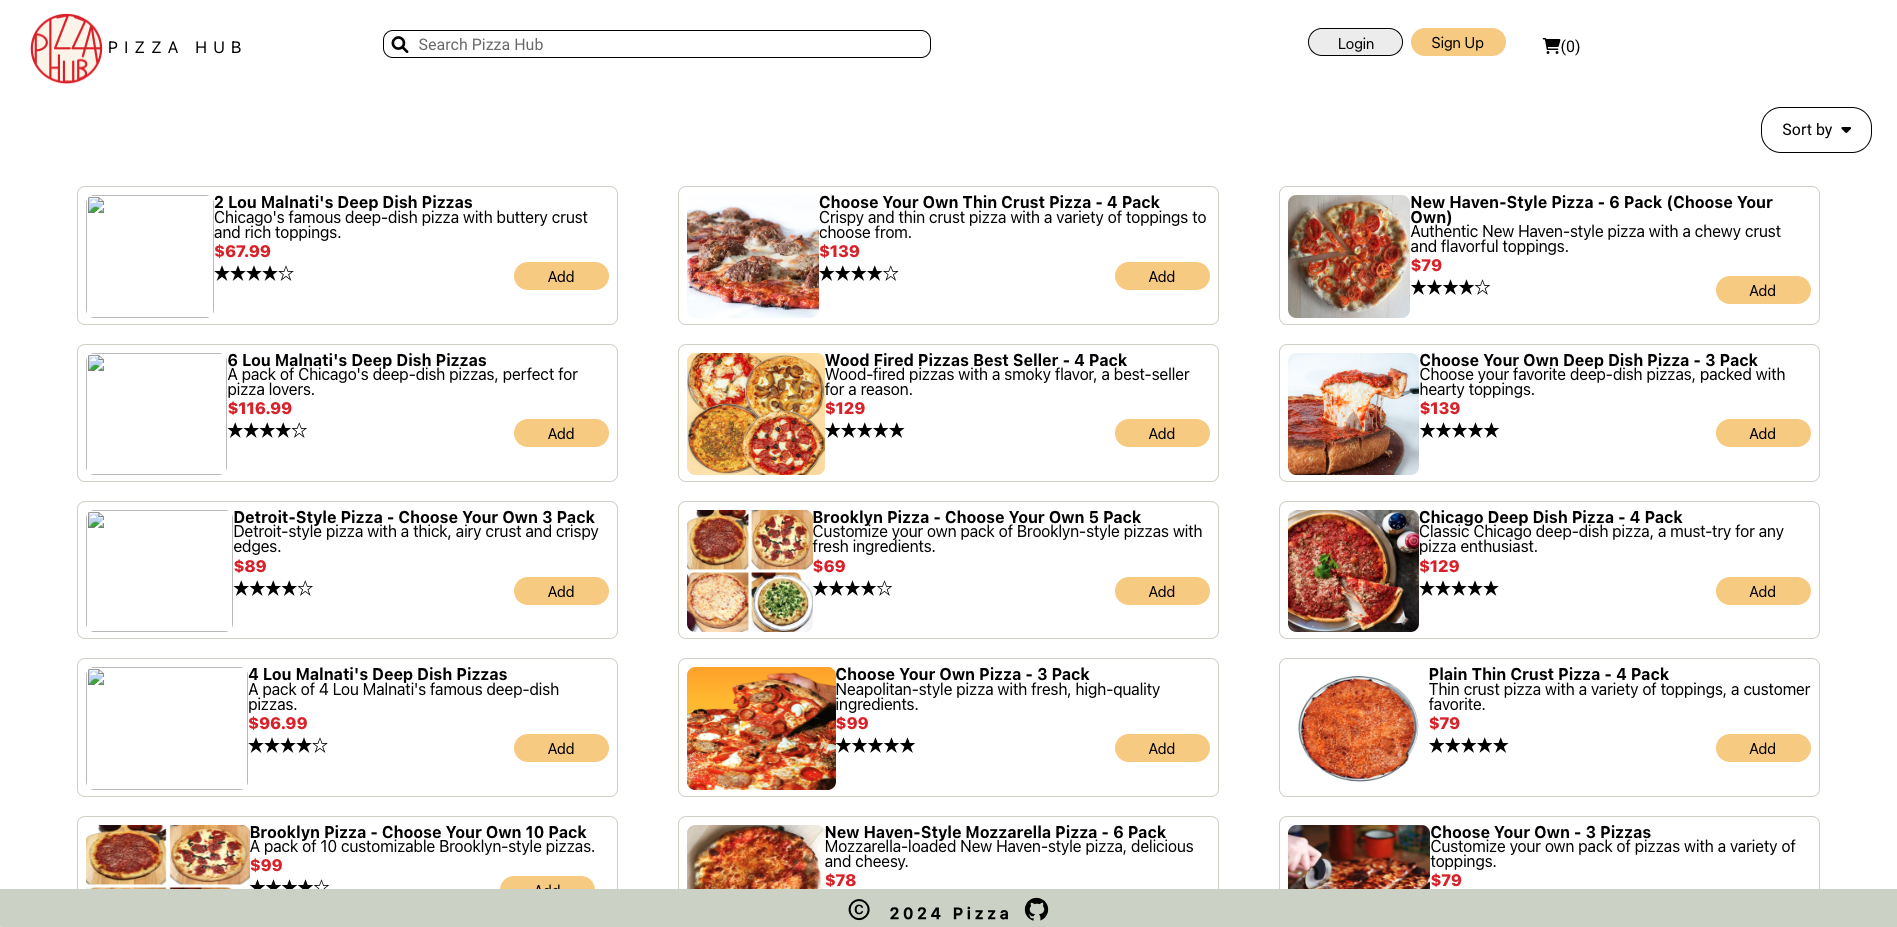 PIZZA
HUB
PIZZA HUB
Search Pizza Hub
Login
Sign Up
(0)
Sort by
2 Lou Malnati's Deep Dish Pizzas
Chicago's famous deep-dish pizza with buttery crust
and rich toppings.
$67.99
★★★★☆
Add
Choose Your Own Thin Crust Pizza - 4 Pack
Crispy and thin crust pizza with a variety of toppings to
choose from.
$139
★★★★☆
Add
New Haven-Style Pizza - 6 Pack (Choose Your
Own)
Authentic New Haven-style pizza with a chewy crust
and flavorful toppings.
$79
★★★★☆
Add
6 Lou Malnati's Deep Dish Pizzas
A pack of Chicago's deep-dish pizzas, perfect for
pizza lovers.
$116.99
★★★★☆
Add
Wood Fired Pizzas Best Seller - 4 Pack
Wood-fired pizzas with a smoky flavor, a best-seller
for a reason.
$129
★★★★★
Add
Choose Your Own Deep Dish Pizza - 3 Pack
Choose your favorite deep-dish pizzas, packed with
hearty toppings.
$139
★★★★★
Add
Detroit-Style Pizza - Choose Your Own 3 Pack
Detroit-style pizza with a thick, airy crust and crispy
edges.
$89
★★★★☆
Add
Brooklyn Pizza - Choose Your Own 5 Pack
Customize your own pack of Brooklyn-style pizzas with
fresh ingredients.
$69
★★★★☆
Add
Chicago Deep Dish Pizza - 4 Pack
Classic Chicago deep-dish pizza, a must-try for any
pizza enthusiast.
$129
★★★★★
Add
4 Lou Malnati's Deep Dish Pizzas
A pack of 4 Lou Malnati's famous deep-dish
pizzas.
$96.99
★★★★☆
Add
Choose Your Own Pizza - 3 Pack
Neapolitan-style pizza with fresh, high-quality
ingredients.
$99
★★★★★
Add
Plain Thin Crust Pizza - 4 Pack
Thin crust pizza with a variety of toppings, a customer
favorite.
$79
★★★★★
Add
Brooklyn Pizza - Choose Your Own 10 Pack
A pack of 10 customizable Brooklyn-style pizzas.
$99
★★★★☆
Add
New Haven-Style Mozzarella Pizza - 6 Pack
Mozzarella-loaded New Haven-style pizza, delicious
and cheesy.
$78
Choose Your Own - 3 Pizzas
Customize your own pack of pizzas with a variety of
toppings.
$79
© 2024 Pizza